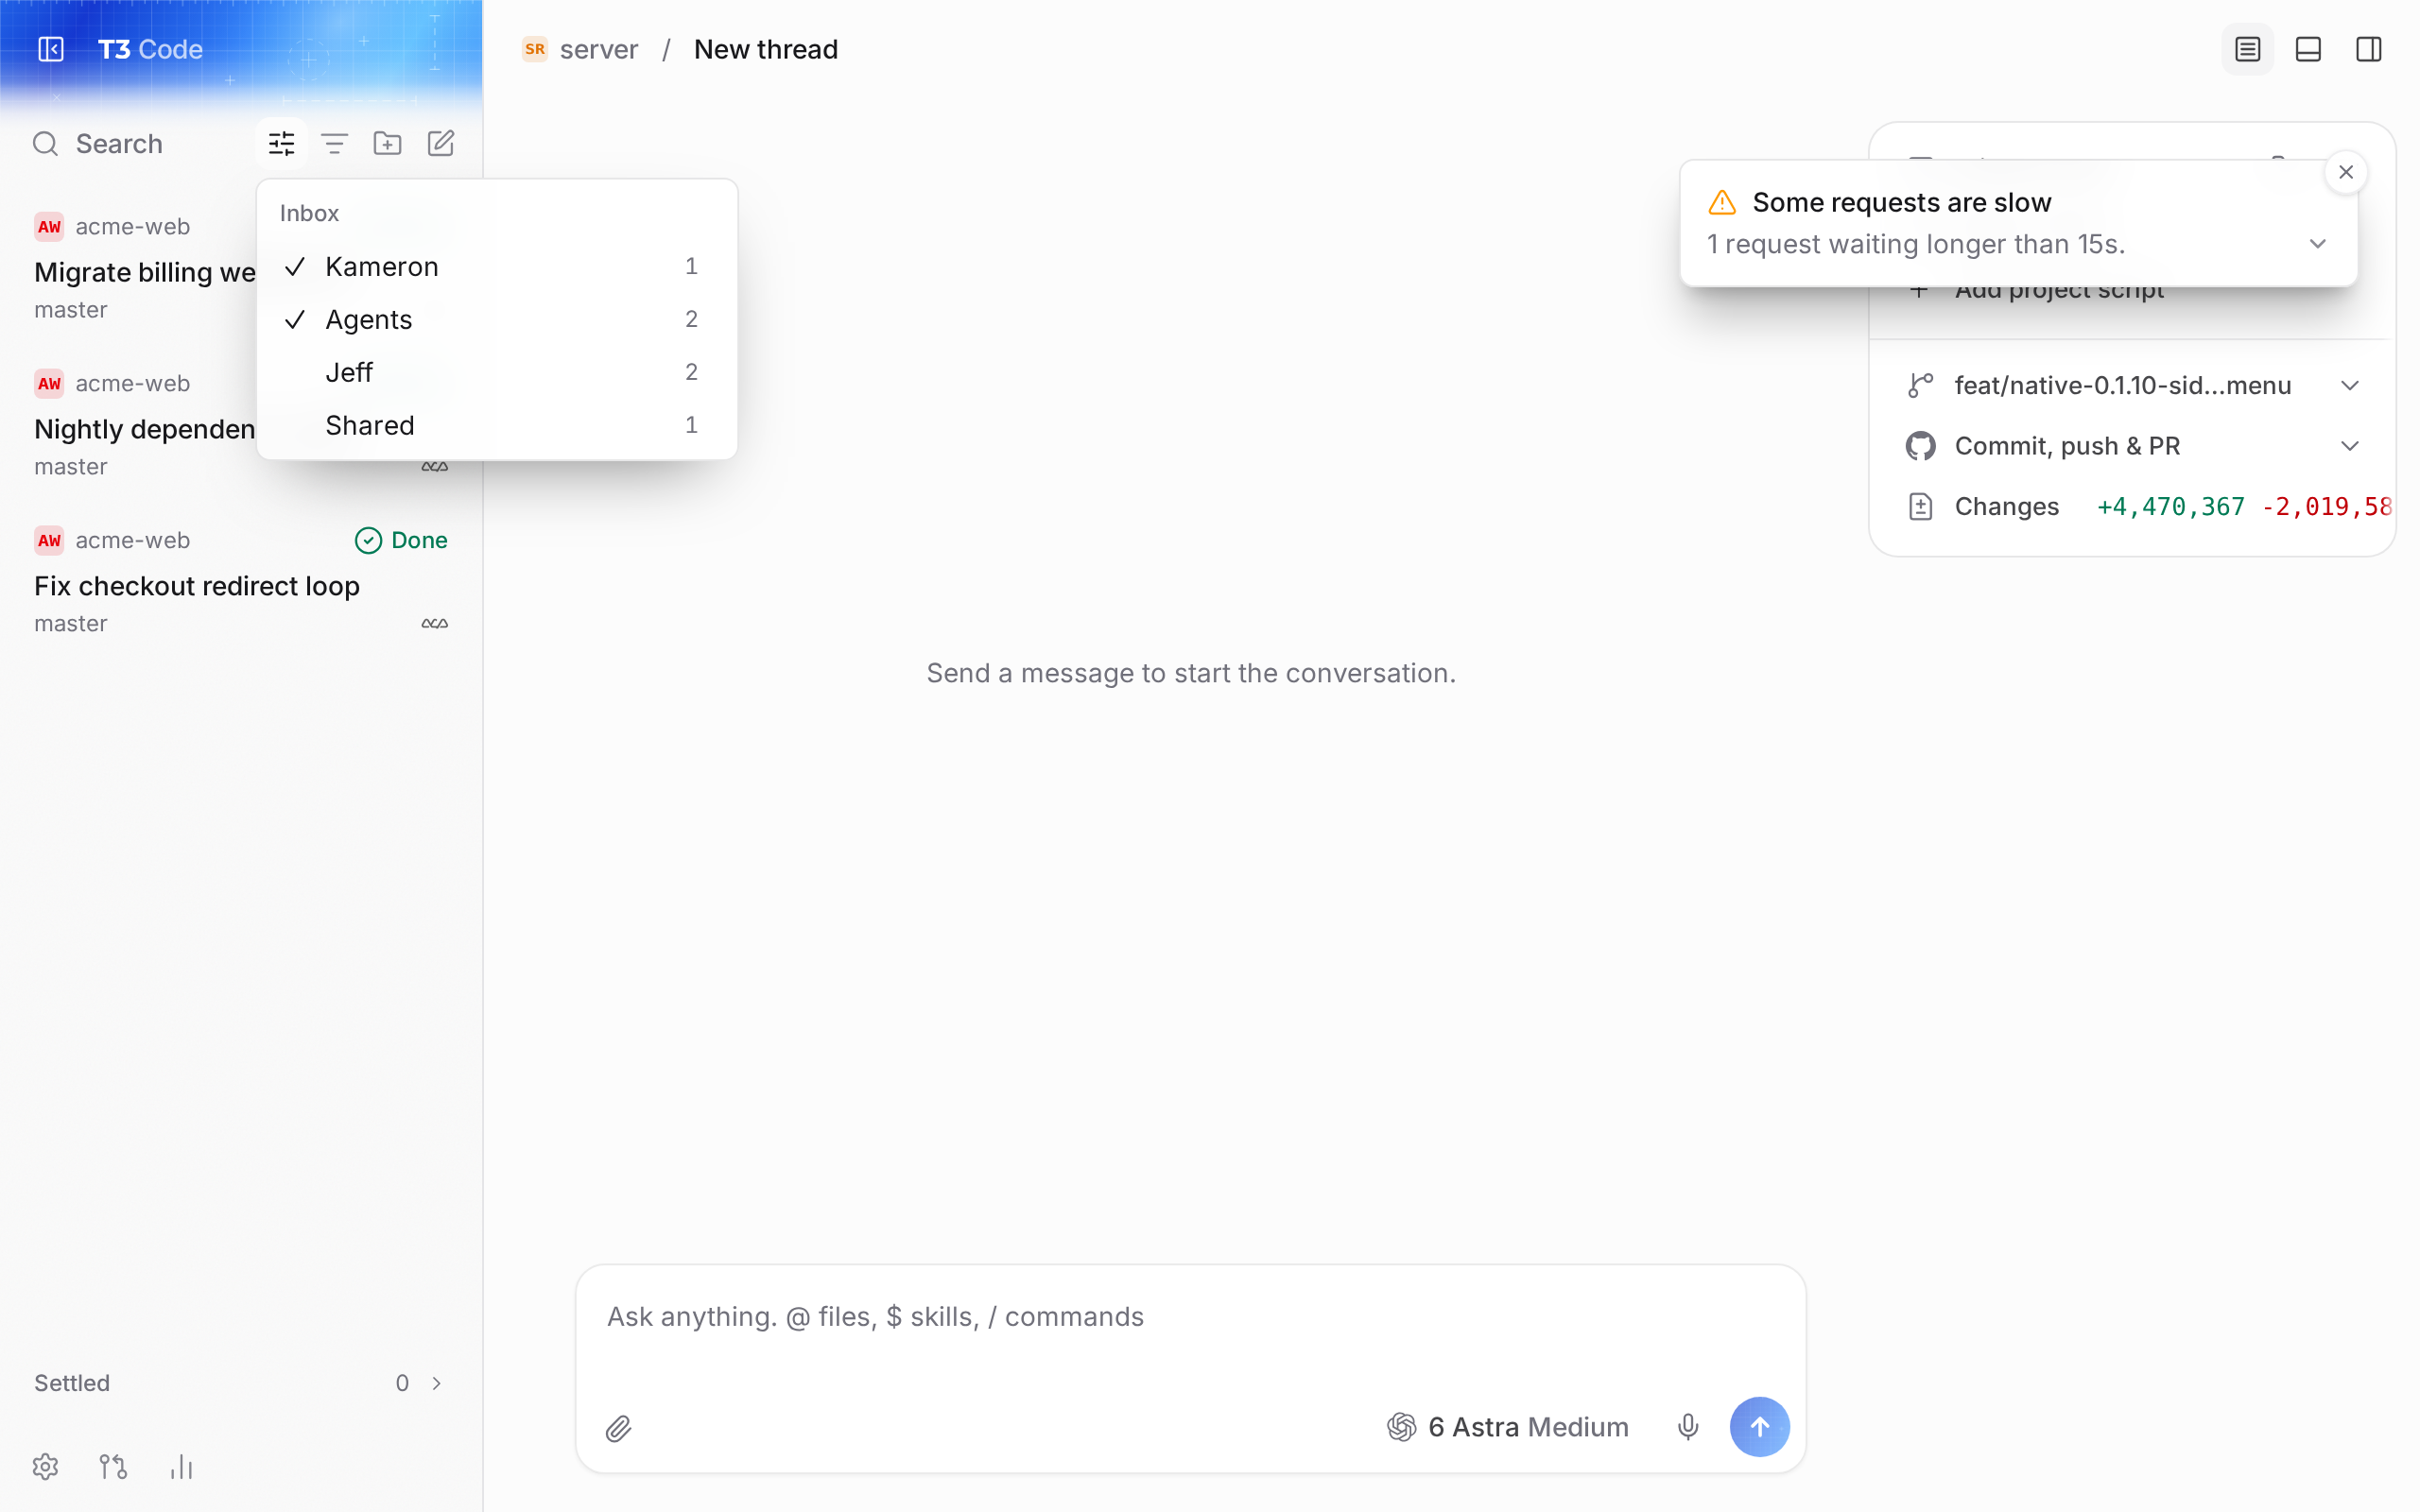 T3 Code
Search
AW acme-web
Migrate billing we
master
AW acme-web
Nightly dependen
master
AW acme-web
Done
Fix checkout redirect loop
master
Settled 0
Inbox
Kameron 1
Agents 2
Jeff 2
Shared 1
SR server / New thread
Some requests are slow
1 request waiting longer than 15s.
Add project script
feat/native-0.1.10-sid...menu
Commit, push & PR
Changes +4,470,367 -2,019,58
Send a message to start the conversation.
Ask anything. @ files, $ skills, / commands
6 Astra Medium